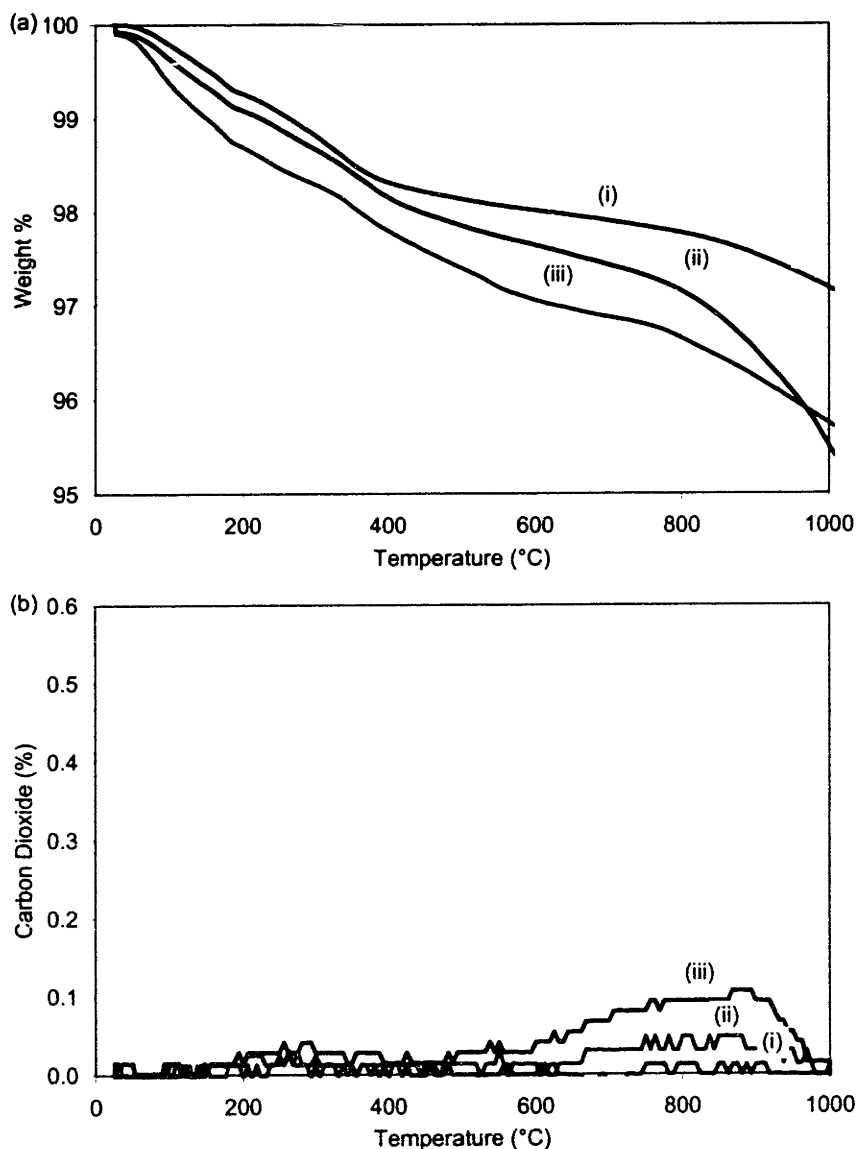 (a)
100
99
98
97
96
95
Weight %
(i)
(ii)
(iii)
0 200 400 600 800 1000
Temperature (°C)
(b)
0.6
0.5
0.4
0.3
0.2
0.1
0.0
Carbon Dioxide (%)
(iii)
(ii)
(i)
0 200 400 600 800 1000
Temperature (°C)